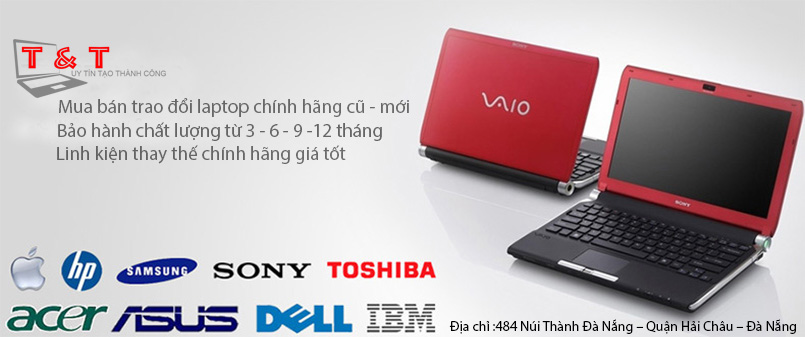 T & T
UY TÍN TẠO THÀNH CÔNG
Mua bán trao đổi laptop chính hãng cũ - mới
Bảo hành chất lượng từ 3 - 6 - 9 -12 tháng
Linh kiện thay thế chính hãng giá tốt
SONY
VAIO
SONY
hp
SAMSUNG
SONY
TOSHIBA
acer
ASUS
DELL
IBM
Địa chỉ :484 Núi Thành Đà Nẵng – Quận Hải Châu – Đà Nẵng